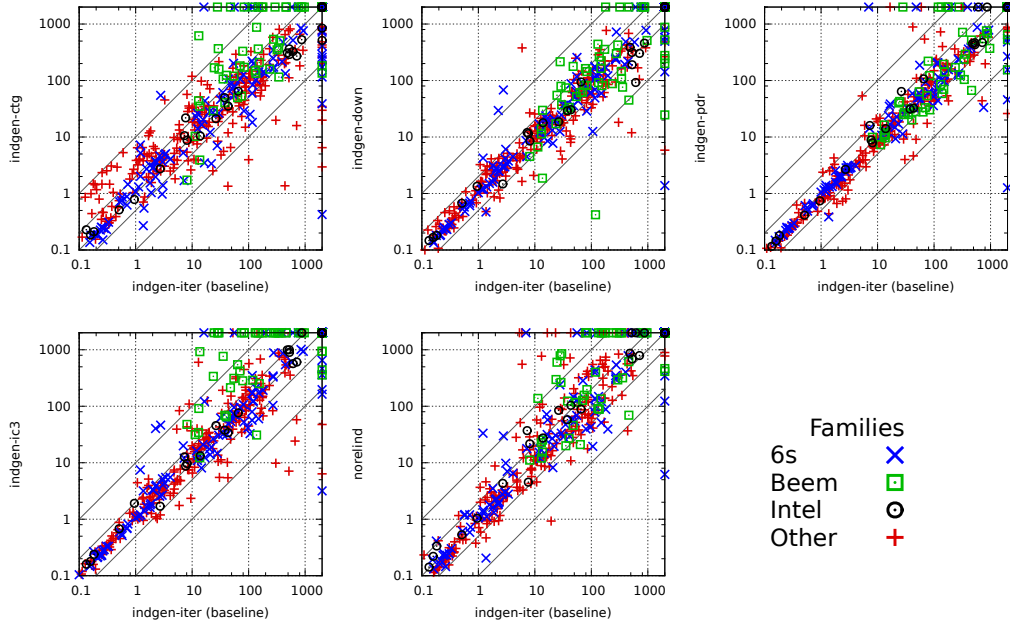 1000
100
10
1
0.1
indgen-ctg
0.1 1 10 100 1000
indgen-iter (baseline)
1000
100
10
1
0.1
indgen-down
0.1 1 10 100 1000
indgen-iter (baseline)
1000
100
10
1
0.1
indgen-pdr
0.1 1 10 100 1000
indgen-iter (baseline)
1000
100
10
1
0.1
indgen-ic3
0.1 1 10 100 1000
indgen-iter (baseline)
1000
100
10
1
0.1
norelind
0.1 1 10 100 1000
indgen-iter (baseline)
Families
6s
Beem
Intel
Other